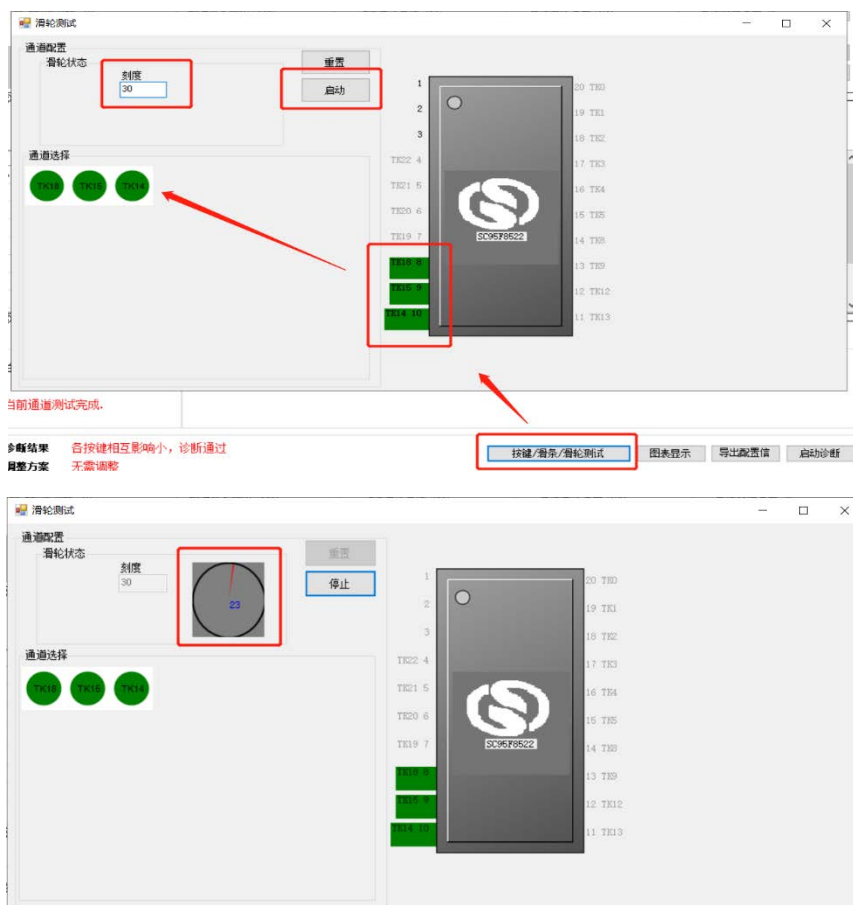 滑轮测试
通道配置
滑轮状态
刻度
30
重置
启动
通道选择
TK18 TK15 TK14
1
2
3
TK22 4
TK21 5
TK20 6
TK19 7
TK18 8
TK15 9
TK14 10
SC95F8522
20 TK0
19 TK1
18 TK2
17 TK3
16 TK4
15 TK5
14 TK8
13 TK9
12 TK12
11 TK13
当前通道测试完成.
诊断结果 各按键相互影响小，诊断通过
调整方案 无需调整
按键/滑条/滑轮测试 图表显示 导出配置信 启动诊断
滑轮测试
通道配置
滑轮状态
刻度
30
23
重置
停止
通道选择
TK18 TK15 TK14
1
2
3
TK22 4
TK21 5
TK20 6
TK19 7
TK18 8
TK15 9
TK14 10
SC95F8522
20 TK0
19 TK1
18 TK2
17 TK3
16 TK4
15 TK5
14 TK8
13 TK9
12 TK12
11 TK13